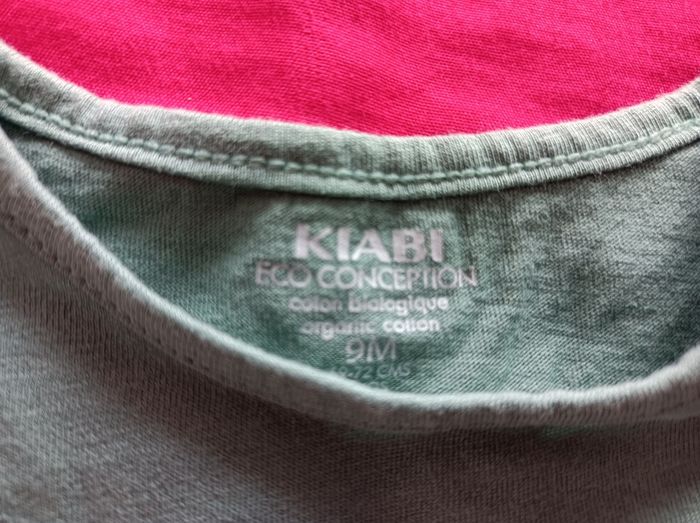 KIABI
ECO CONCEPTION
coton biologique
organic cotton
9M
-72 CMS